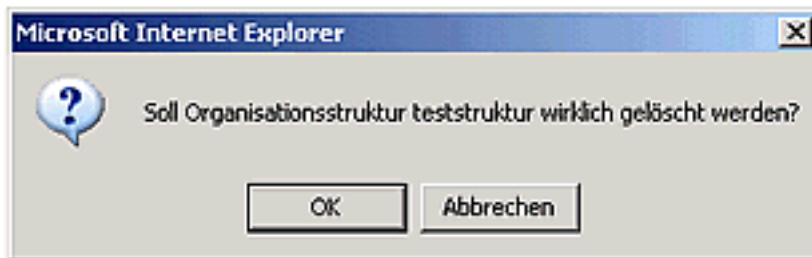 Microsoft Internet Explorer
Soll Organisationsstruktur teststruktur wirklich gelöscht werden?
OK
Abbrechen